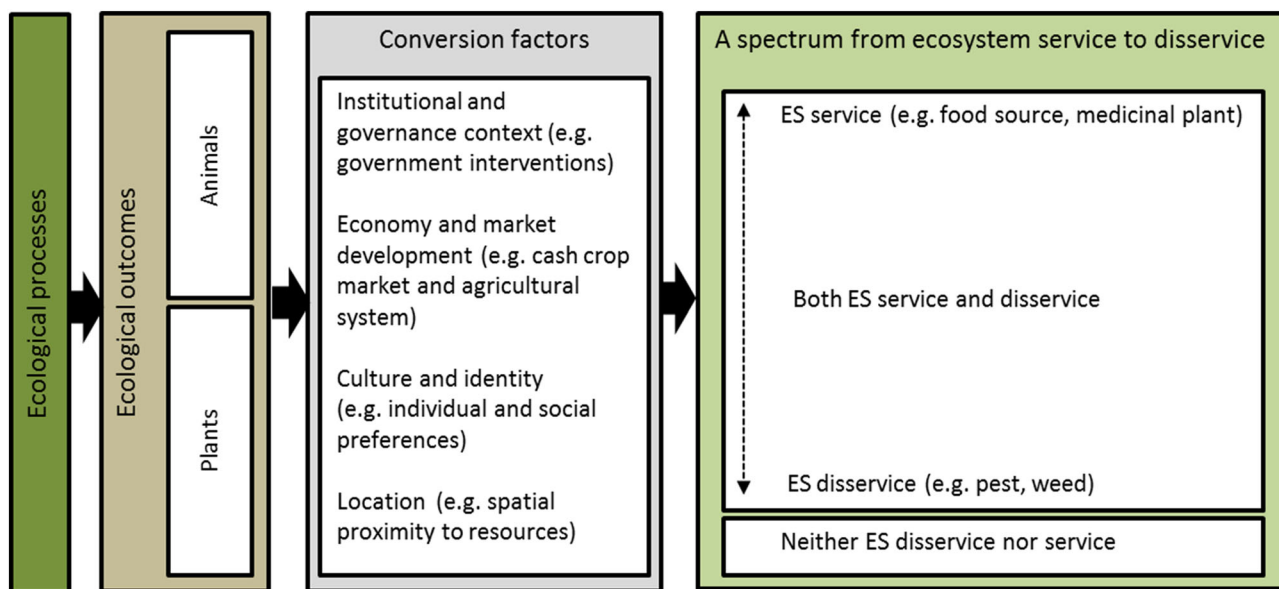 Ecological processes
Ecological outcomes
Animals
Plants
Conversion factors
Institutional and
governance context (e.g.
government interventions)
Economy and market
development (e.g. cash crop
market and agricultural
system)
Culture and identity
(e.g. individual and social
preferences)
Location (e.g. spatial
proximity to resources)
A spectrum from ecosystem service to disservice
ES service (e.g. food source, medicinal plant)
Both ES service and disservice
ES disservice (e.g. pest, weed)
Neither ES disservice nor service